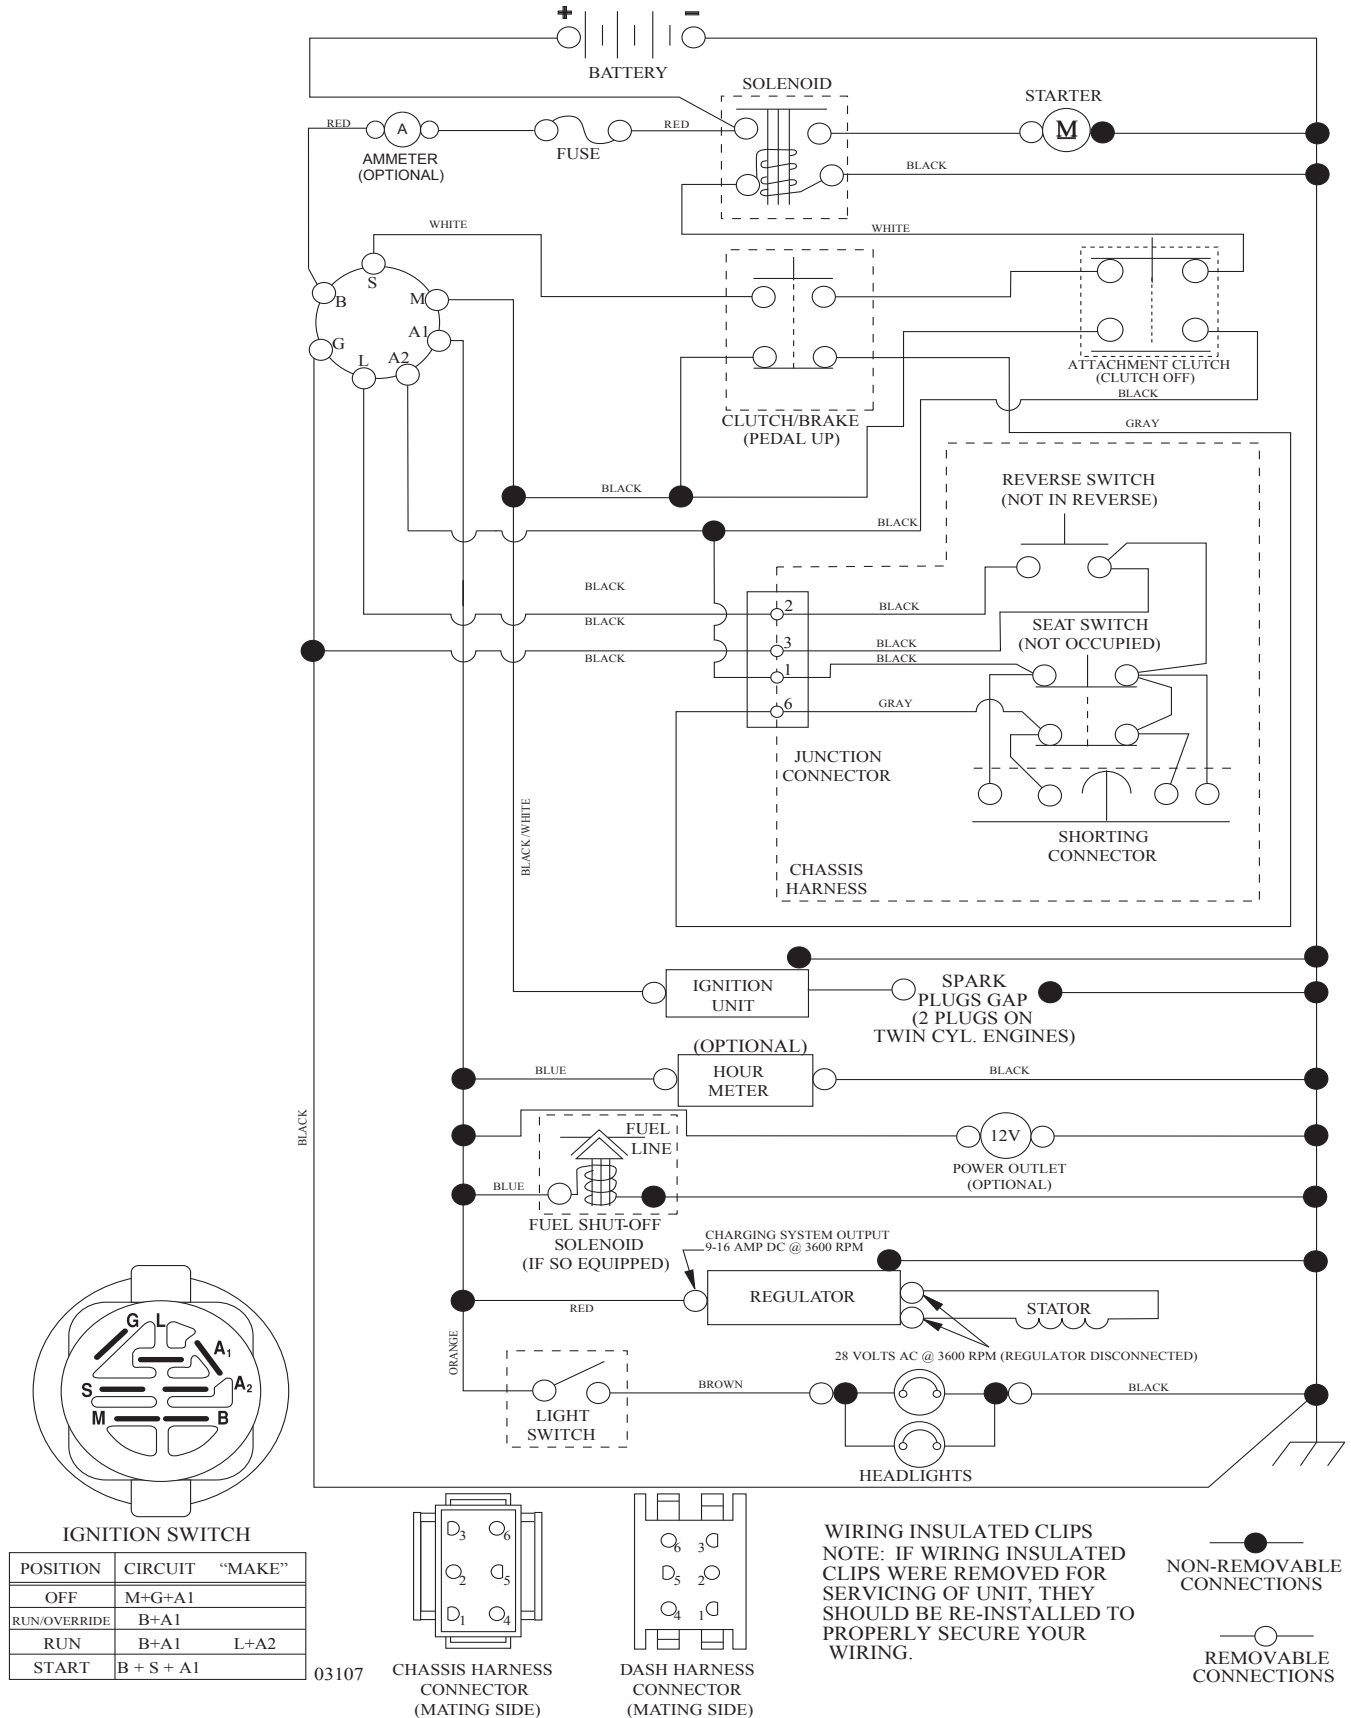 + −
BATTERY
SOLENOID
STARTER
RED
A
RED
M
AMMETER
(OPTIONAL)
FUSE
BLACK
WHITE
WHITE
S
B
M
A1
G
L
A2
ATTACHMENT CLUTCH
(CLUTCH OFF)
BLACK
CLUTCH/BRAKE
(PEDAL UP)
GRAY
BLACK
REVERSE SWITCH
(NOT IN REVERSE)
BLACK
BLACK
2
BLACK
BLACK
SEAT SWITCH
(NOT OCCUPIED)
3
BLACK
BLACK
BLACK
1
6
GRAY
JUNCTION
CONNECTOR
BLACK/WHITE
SHORTING
CONNECTOR
CHASSIS
HARNESS
IGNITION
UNIT
SPARK
PLUGS GAP
(2 PLUGS ON
TWIN CYL. ENGINES)
(OPTIONAL)
HOUR
METER
BLUE
BLACK
BLACK
FUEL
LINE
12V
POWER OUTLET
(OPTIONAL)
BLUE
FUEL SHUT-OFF
SOLENOID
(IF SO EQUIPPED)
CHARGING SYSTEM OUTPUT
9-16 AMP DC @ 3600 RPM
REGULATOR
RED
STATOR
28 VOLTS AC @ 3600 RPM (REGULATOR DISCONNECTED)
ORANGE
BROWN
BLACK
LIGHT
SWITCH
HEADLIGHTS
G L
A1
A2
S
M
B
IGNITION SWITCH
POSITION CIRCUIT “MAKE”
OFF M+G+A1
RUN/OVERRIDE B+A1
RUN B+A1 L+A2
START B + S + A1
03107
3 6
2 5
1 4
CHASSIS HARNESS
CONNECTOR
(MATING SIDE)
6 3
5 2
4 1
DASH HARNESS
CONNECTOR
(MATING SIDE)
WIRING INSULATED CLIPS
NOTE: IF WIRING INSULATED
CLIPS WERE REMOVED FOR
SERVICING OF UNIT, THEY
SHOULD BE RE-INSTALLED TO
PROPERLY SECURE YOUR
WIRING.
NON-REMOVABLE
CONNECTIONS
REMOVABLE
CONNECTIONS